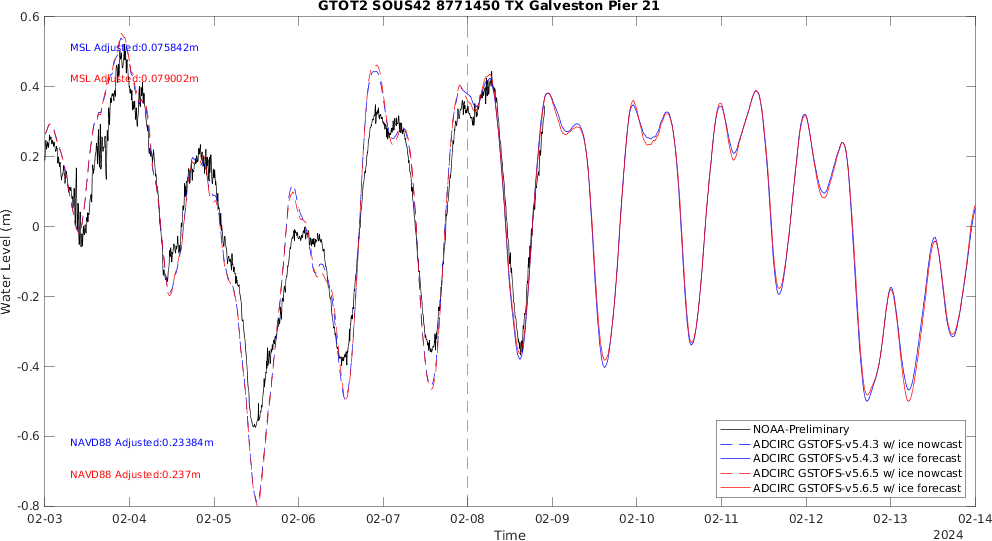 GTOT2 SOUS42 8771450 TX Galveston Pier 21
0.6
MSL Adjusted:0.075842m
0.4
MSL Adjusted:0.079002m
0.2
0
-0.2
-0.4
-0.6
-0.8
Water Level (m)
NAVD88 Adjusted:0.23384m
NAVD88 Adjusted:0.237m
NOAA-Preliminary
ADCIRC GSTOFS-v5.4.3 w/ ice nowcast
ADCIRC GSTOFS-v5.4.3 w/ ice forecast
ADCIRC GSTOFS-v5.6.5 w/ ice nowcast
ADCIRC GSTOFS-v5.6.5 w/ ice forecast
02-03 02-04 02-05 02-06 02-07 02-08 02-09 02-10 02-11 02-12 02-13 02-14
Time
2024